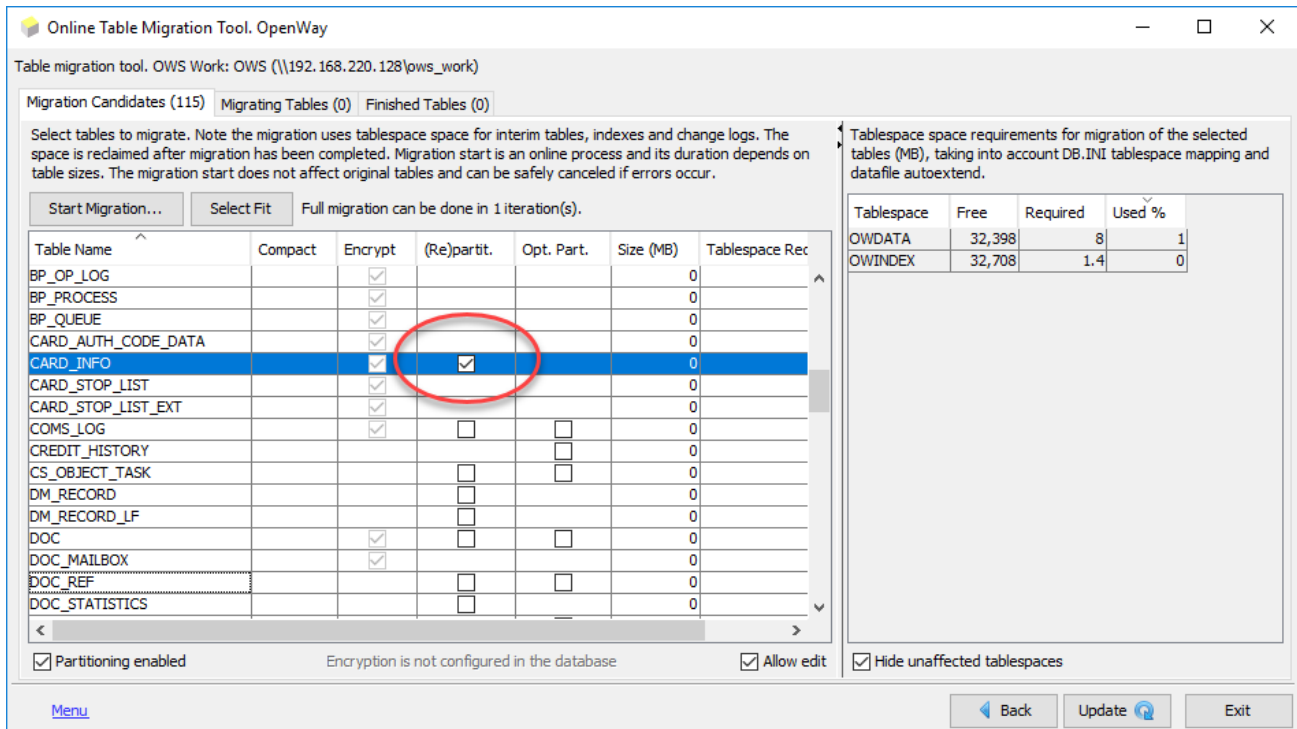 Online Table Migration Tool. OpenWay
Table migration tool. OWS Work: OWS (\\192.168.220.128\ows_work)
Migration Candidates (115) Migrating Tables (0) Finished Tables (0)
Select tables to migrate. Note the migration uses tablespace space for interim tables, indexes and change logs. The
space is reclaimed after migration has been completed. Migration start is an online process and its duration depends on
table sizes. The migration start does not affect original tables and can be safely canceled if errors occur.
Start Migration... Select Fit Full migration can be done in 1 iteration(s).
Table Name Compact Encrypt (Re)partit. Opt. Part. Size (MB) Tablespace Rec
BP_OP_LOG 0
BP_PROCESS 0
BP_QUEUE 0
CARD_AUTH_CODE_DATA 0
CARD_INFO 0
CARD_STOP_LIST 0
CARD_STOP_LIST_EXT 0
COMS_LOG 0
CREDIT_HISTORY 0
CS_OBJECT_TASK 0
DM_RECORD 0
DM_RECORD_LF 0
DOC 0
DOC_MAILBOX 0
DOC_REF 0
DOC_STATISTICS 0
Partitioning enabled Encryption is not configured in the database Allow edit
Tablespace space requirements for migration of the selected
tables (MB), taking into account DB.INI tablespace mapping and
datafile autoextend.
Tablespace Free Required Used %
OWDATA 32,398 8 1
OWINDEX 32,708 1.4 0
Hide unaffected tablespaces
Menu Back Update Exit